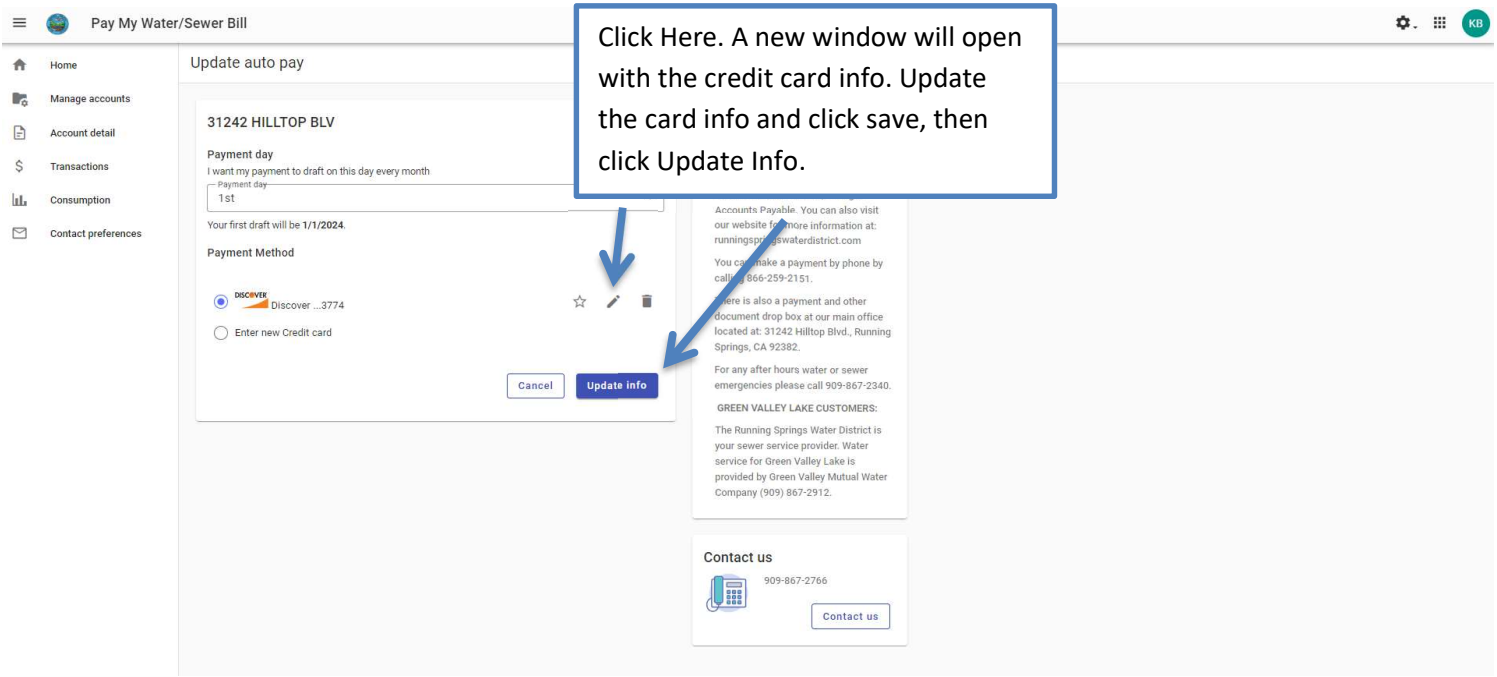 Pay My Water/Sewer Bill
KB
Click Here. A new window will open
with the credit card info. Update
the card info and click save, then
click Update Info.
Home
Manage accounts
Account detail
Transactions
Consumption
Contact preferences
Update auto pay
31242 HILLTOP BLV
Payment day
I want my payment to draft on this day every month
Payment day
1st
Your first draft will be 1/1/2024.
Payment Method
DISCOVER
Discover ...3774
Enter new Credit card
Cancel
Update info
Accounts Payable. You can also visit
our website for more information at:
runningspringswaterdistrict.com
You can make a payment by phone by
calling 866-259-2151.
There is also a payment and other
document drop box at our main office
located at: 31242 Hilltop Blvd., Running
Springs, CA 92382.
For any after hours water or sewer
emergencies please call 909-867-2340.
GREEN VALLEY LAKE CUSTOMERS:
The Running Springs Water District is
your sewer service provider. Water
service for Green Valley Lake is
provided by Green Valley Mutual Water
Company (909) 867-2912.
Contact us
909-867-2766
Contact us